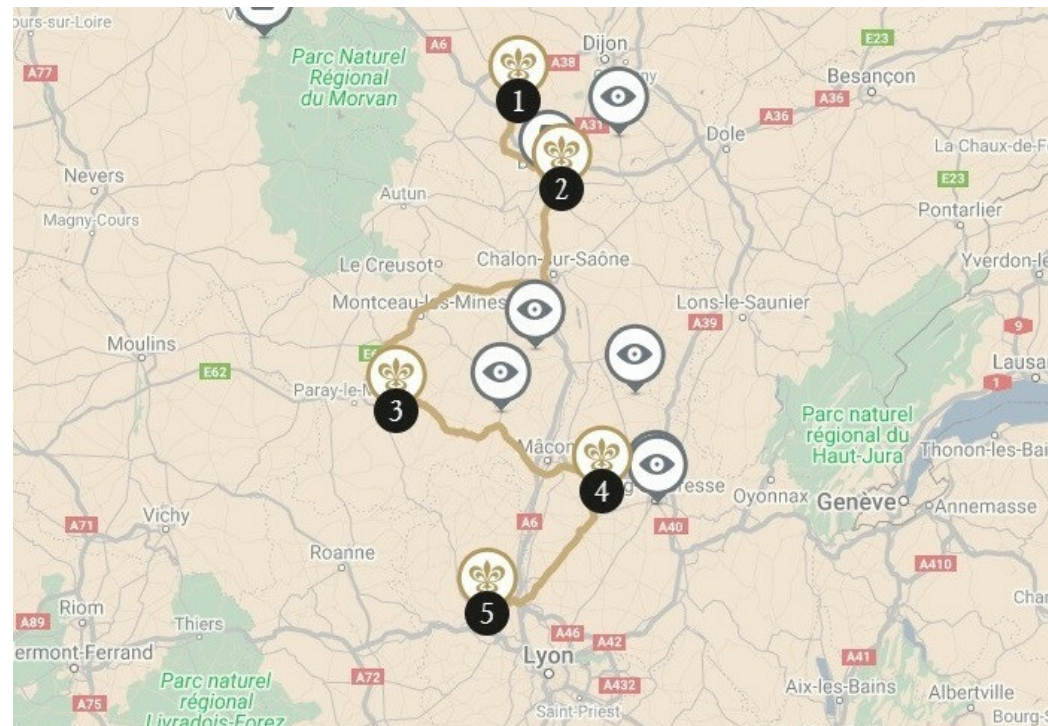 ours-sur-Loire
A6
Dijon
A38
E23
Parc Naturel
Régional
du Morvan
A77
Besançon
1
A31
A36
A36
Dole
La Chaux-de-F
Nevers
2
E23
Autun
Magny-Cours
Pontarlier
Le Creusot
Chalon-sur-Saône
Yverdon-le
Montceau-les-Mines
Lons-le-Saunier
A39
9
Moulins
Lausan
E62
Paray-le-M
3
1
Parc naturel
régional du
Haut-Jura
Thonon-les-Bai
Mâcon
4
g
resse
Oyonnax
Genève
Annemasse
A71
Vichy
A6
A40
Roanne
A410
5
Riom
Thiers
A89
A46
A42
Char
ermont-Ferrand
Lyon
A41
Parc naturel
régional
Livradois-Forez
A72
A432
A75
Saint-Priest
Aix-les-Bains
Albertville
Bourg-S